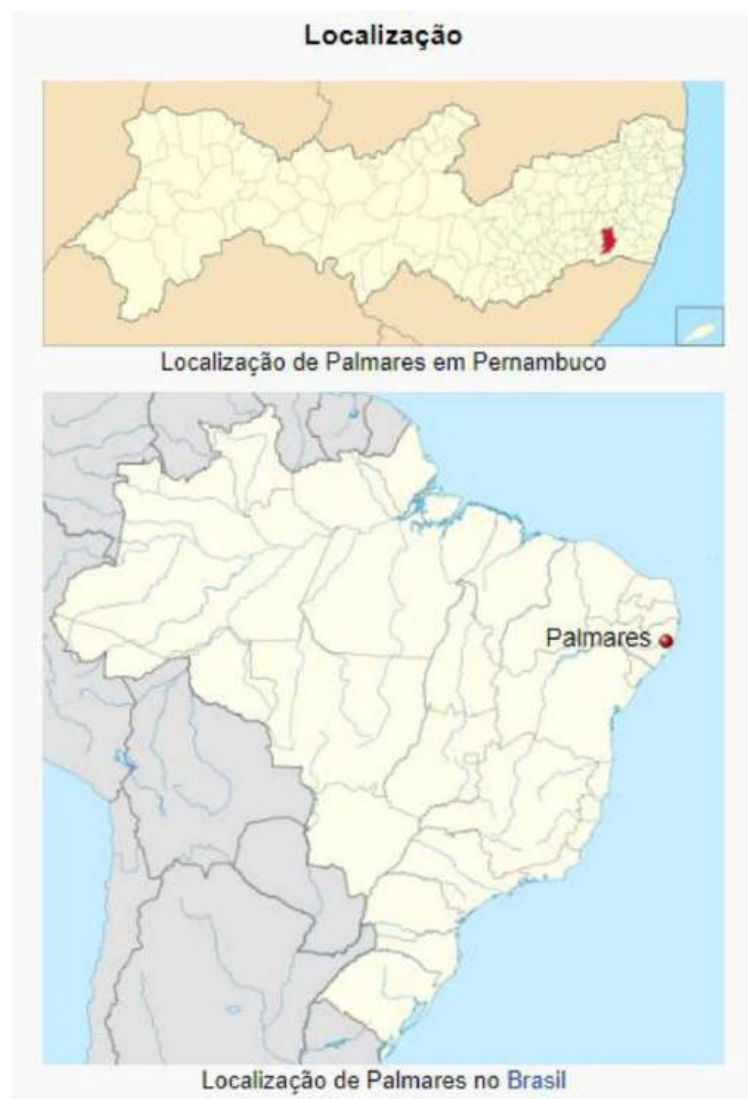 Localização
Localização de Palmares em Pernambuco
Palmares
Localização de Palmares no Brasil